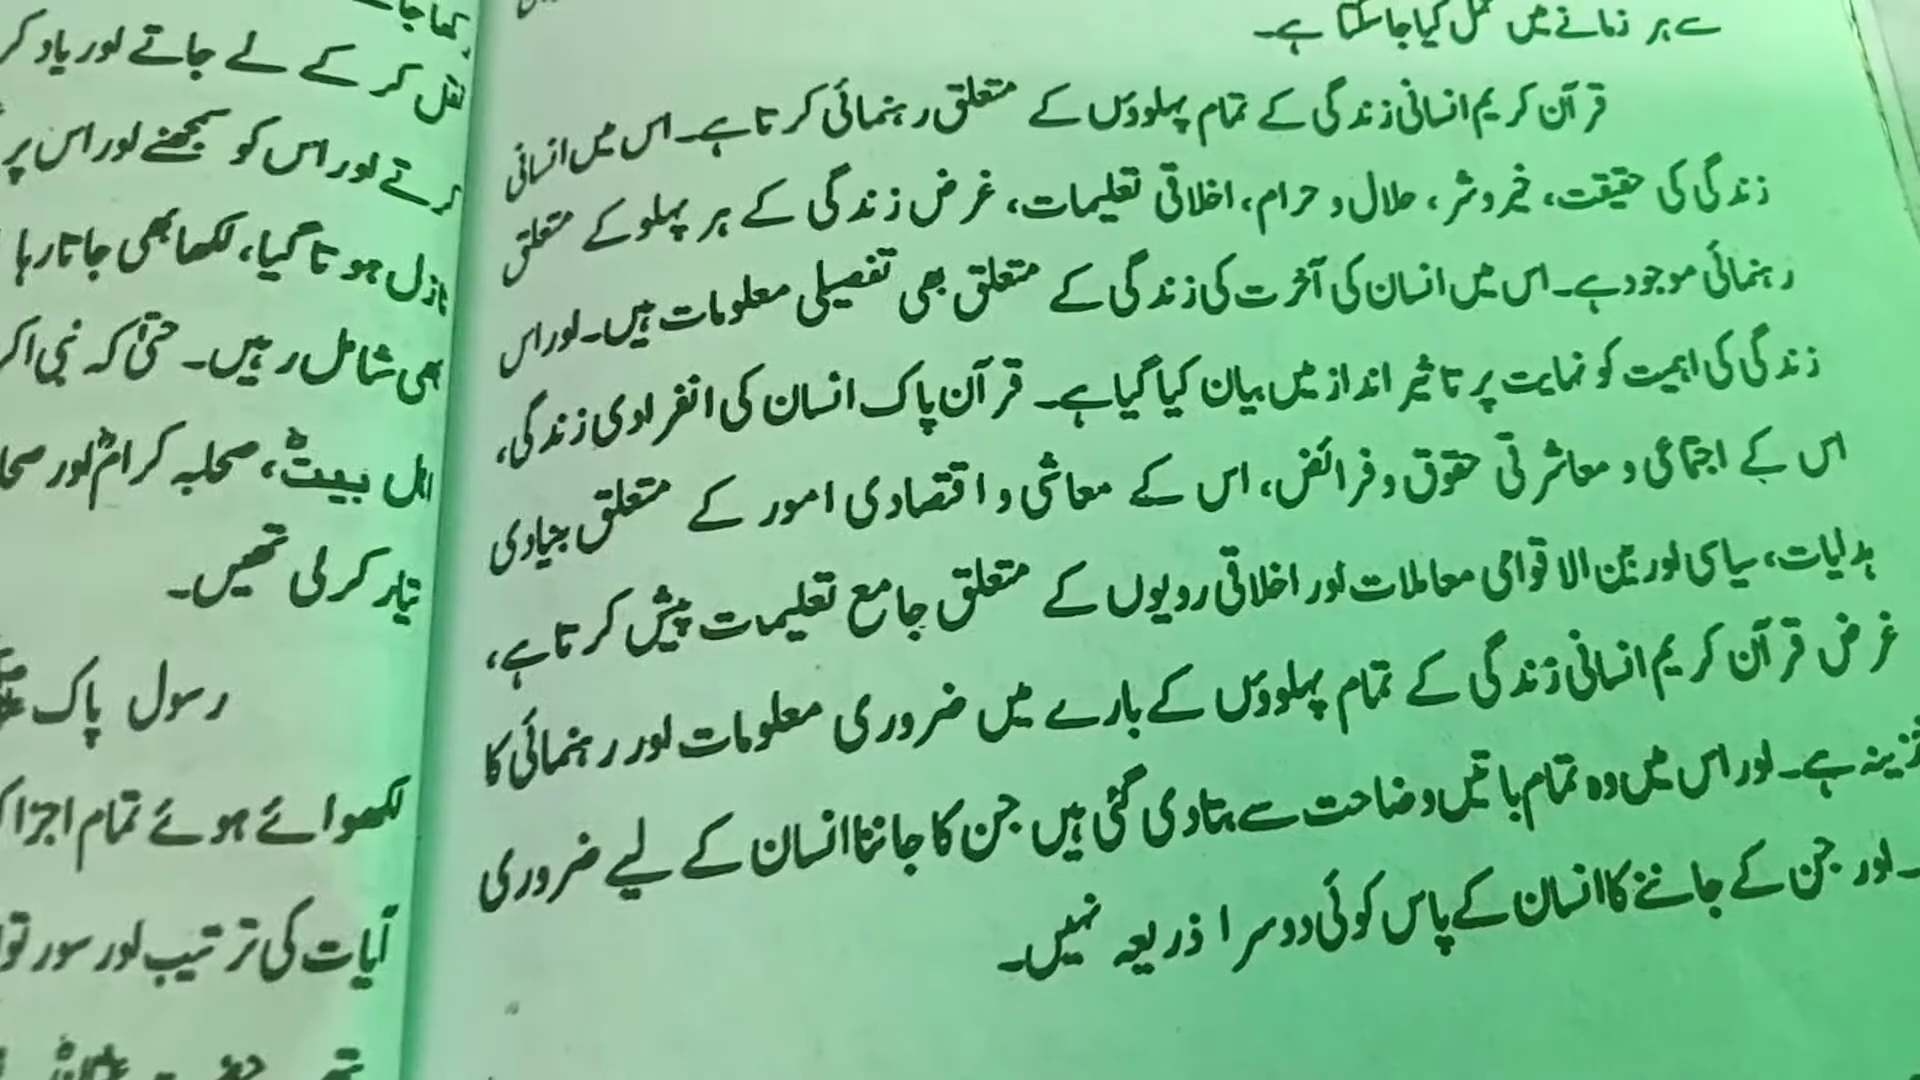 سے ہر زمانے میں عمل کیا جا سکتا ہے۔
قرآن کریم انسانی زندگی کے تمام پہلوؤں کے متعلق رہنمائی کرتا ہے۔ اس میں انسانی
زندگی کی حقیقت، خیر و شر، حلال و حرام، اخلاقی تعلیمات، غرض زندگی کے ہر پہلو کے متعلق
رہنمائی موجود ہے۔ اس میں انسان کی آخرت کی زندگی کے متعلق بھی تفصیلی معلومات ہیں۔ اور اس
زندگی کی اہمیت کو نہایت پر تاثیر انداز میں بیان کیا گیا ہے۔ قرآن پاک انسان کی انفرادی زندگی،
اس کے اجتماعی و معاشرتی حقوق و فرائض، اس کے معاشی و اقتصادی امور کے متعلق بنیادی
ہدایات، سیاسی اور بین الاقوامی معاملات اور اخلاقی رویوں کے متعلق جامع تعلیمات پیش کرتا ہے،
غرض قرآن کریم انسانی زندگی کے تمام پہلوؤں کے بارے میں ضروری معلومات اور رہنمائی کا
خزینہ ہے۔ اور اس میں وہ تمام باتیں وضاحت سے بتا دی گئی ہیں جن کا جاننا انسان کے لیے ضروری
۔ اور جن کے جاننے کا انسان کے پاس کوئی دوسرا ذریعہ نہیں۔
نقل کر کے لے جاتے اور یاد کر
کرتے اور اس کو سمجھنے اور اس پر
نازل ہوتا گیا، لکھا بھی جاتا رہا
بھی شامل رہیں۔ حتیٰ کہ نبی اکر
اہل بیتؓ، صحابہ کرامؓ اور صحا
تیار کر لی تھیں۔
رسول پاک
لکھوائے ہوئے تمام اجزا
آیات کی ترتیب اور سورتو